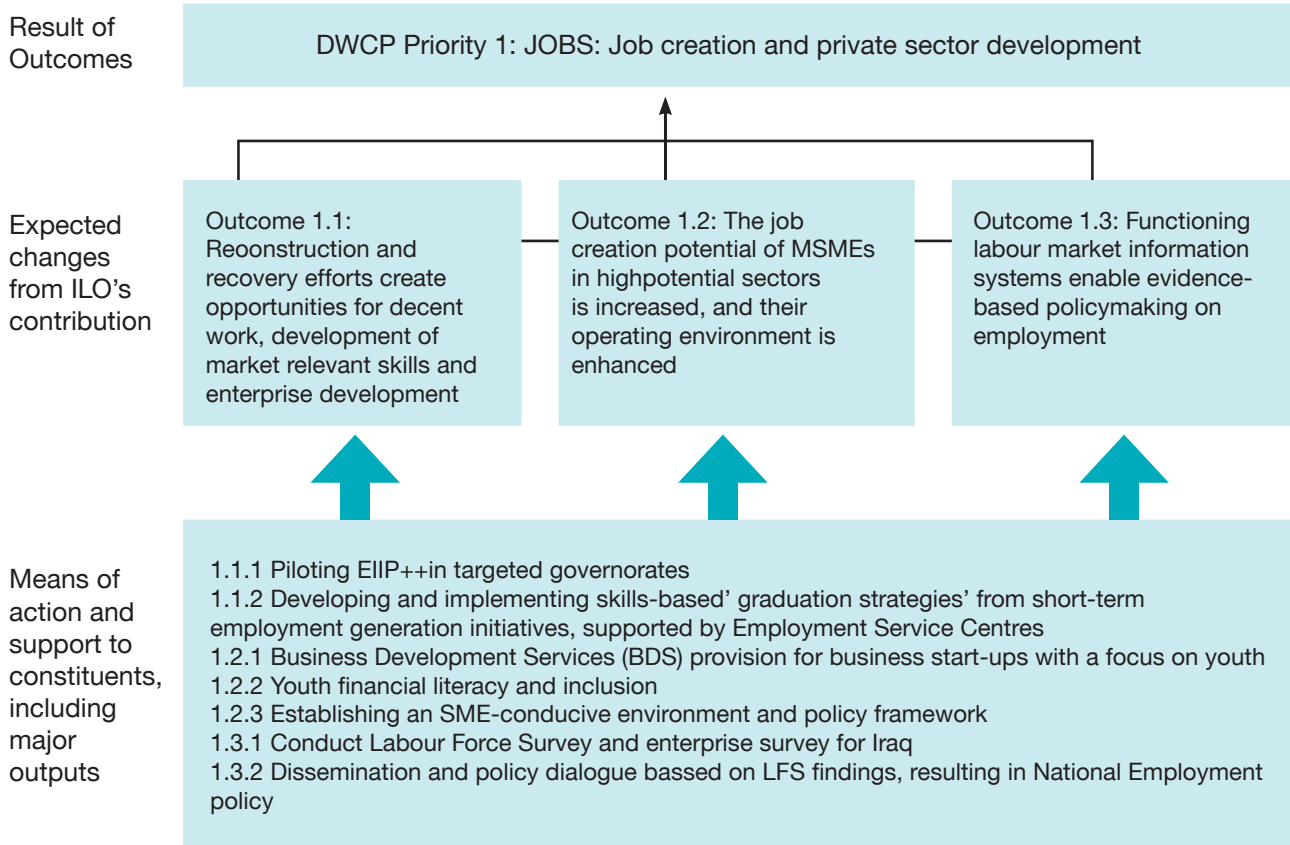 Result of
Outcomes
DWCP Priority 1: JOBS: Job creation and private sector development
Expected
changes
from ILO's
contribution
Outcome 1.1:
Reoonstruction and
recovery efforts create
opportunities for decent
work, development of
market relevant skills and
enterprise development
Outcome 1.2: The job
creation potential of MSMEs
in highpotential sectors
is increased, and their
operating environment is
enhanced
Outcome 1.3: Functioning
labour market information
systems enable evidence-
based policymaking on
employment
Means of
action and
support to
constituents,
including
major
outputs
1.1.1 Piloting EIIP++in targeted governorates
1.1.2 Developing and implementing skills-based' graduation strategies' from short-term
employment generation initiatives, supported by Employment Service Centres
1.2.1 Business Development Services (BDS) provision for business start-ups with a focus on youth
1.2.2 Youth financial literacy and inclusion
1.2.3 Establishing an SME-conducive environment and policy framework
1.3.1 Conduct Labour Force Survey and enterprise survey for Iraq
1.3.2 Dissemination and policy dialogue bassed on LFS findings, resulting in National Employment
policy